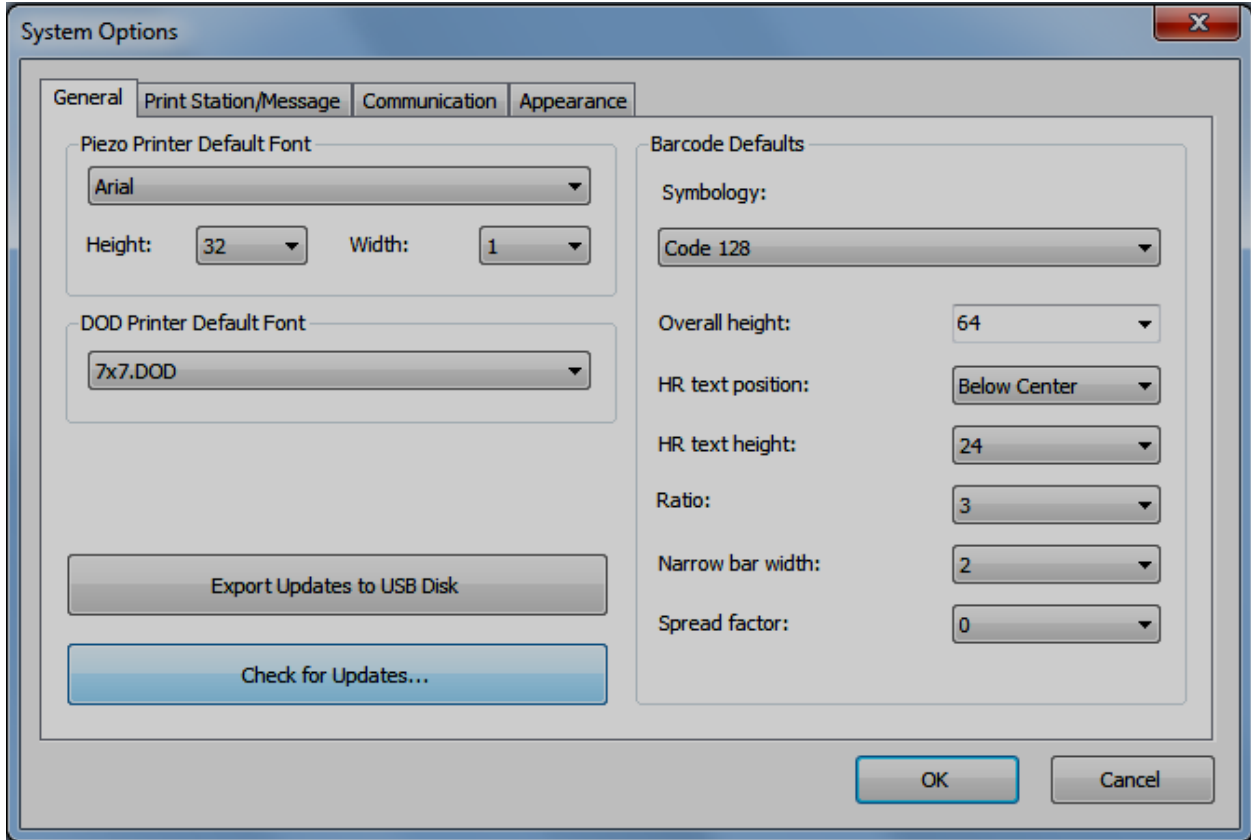 System Options
General Print Station/Message Communication Appearance
Piezo Printer Default Font
Arial
Height: 32 Width: 1
DOD Printer Default Font
7x7.DOD
Export Updates to USB Disk
Check for Updates...
Barcode Defaults
Symbology:
Code 128
Overall height: 64
HR text position: Below Center
HR text height: 24
Ratio: 3
Narrow bar width: 2
Spread factor: 0
OK Cancel